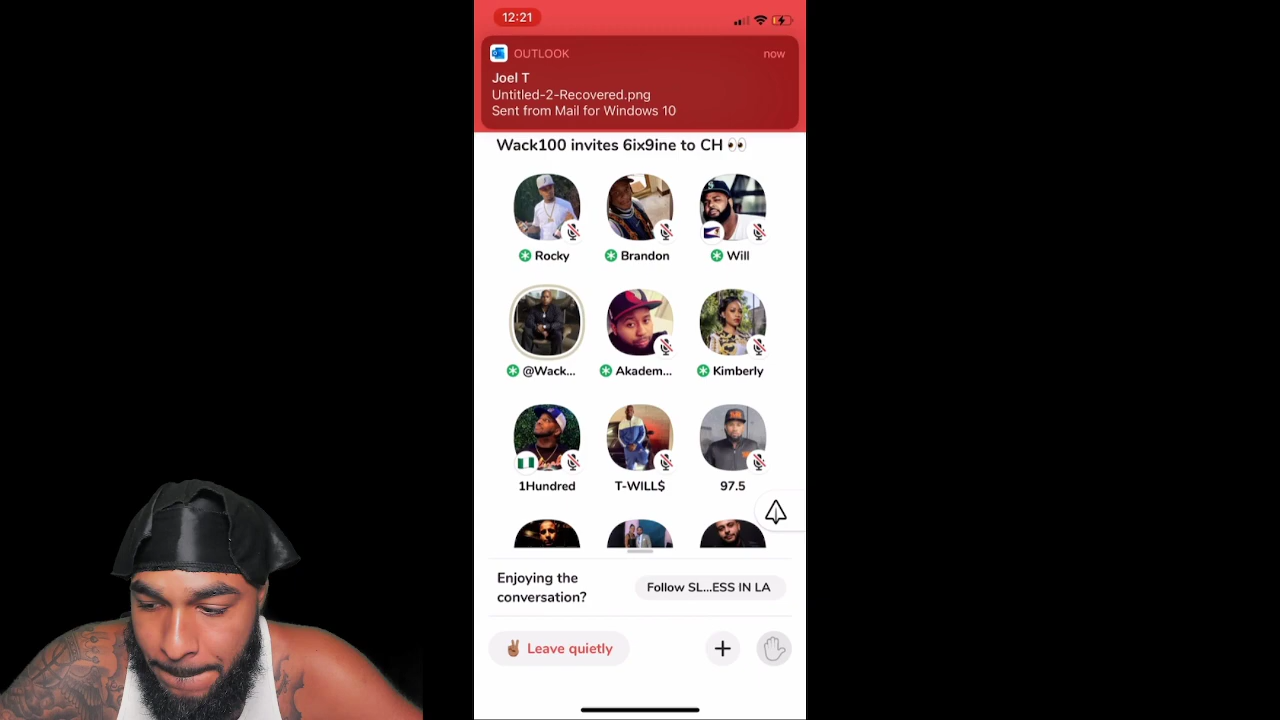 12:21
OUTLOOK
now
Joel T
Untitled-2-Recovered.png
Sent from Mail for Windows 10
Wack100 invites 6ix9ine to CH 👀
Rocky
Brandon
Will
@Wack...
Akadem...
Kimberly
1Hundred
T-WILL$
97.5
Enjoying the
conversation?
Follow SL...ESS IN LA
✌🏽 Leave quietly